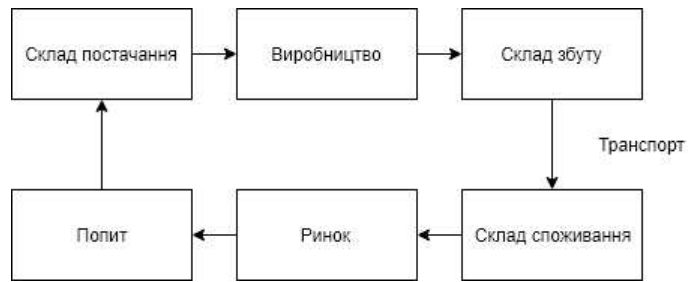 Склад постачання
Виробництво
Склад збуту
Транспорт
Попит
Ринок
Склад споживання